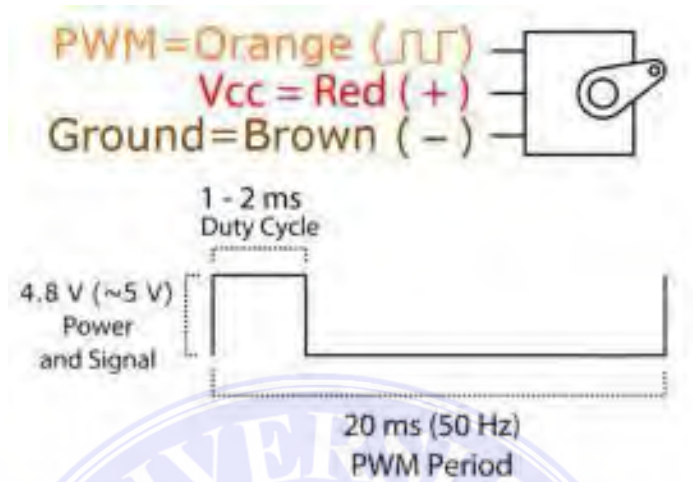 PWM=Orange (⎍⎍)
Vcc = Red ( + )
Ground=Brown ( – )
1 - 2 ms
Duty Cycle
4.8 V (~5 V)
Power
and Signal
20 ms (50 Hz)
PWM Period